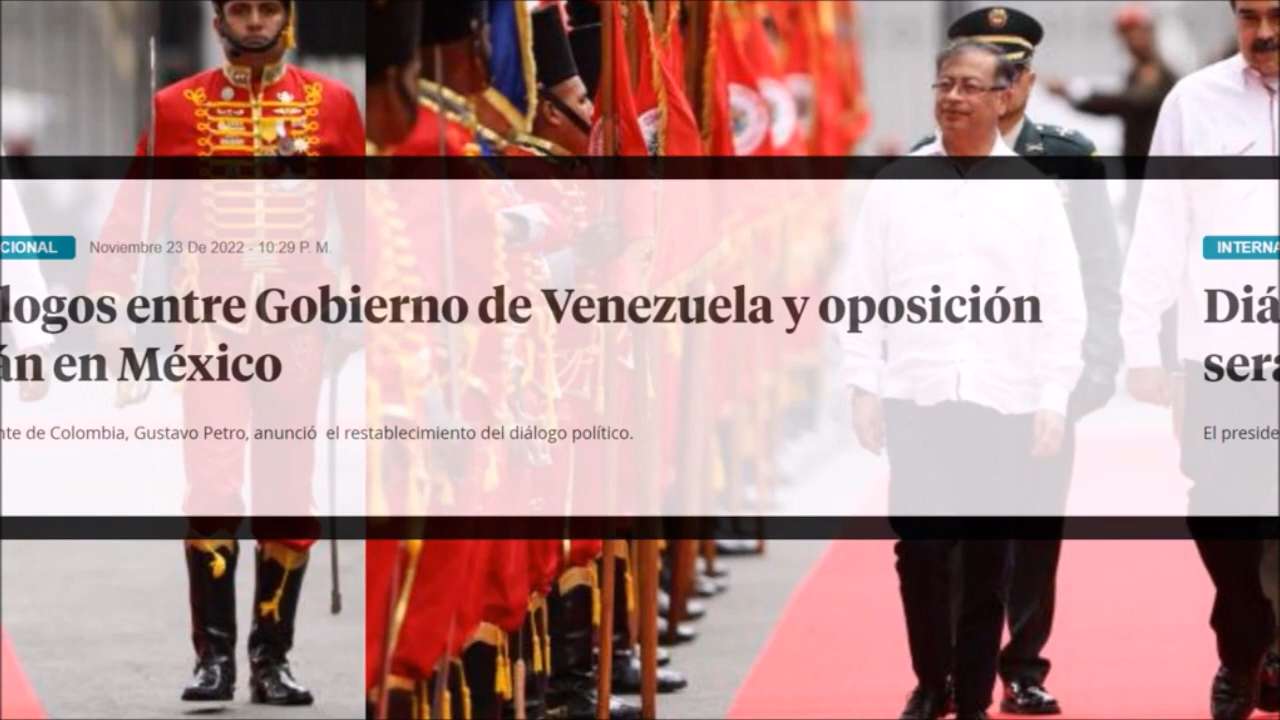 CIONAL Noviembre 23 De 2022 - 10:29 P. M.
logos entre Gobierno de Venezuela y oposición
án en México
nte de Colombia, Gustavo Petro, anunció el restablecimiento del diálogo político.
INTERNA
Diá
sera
El preside